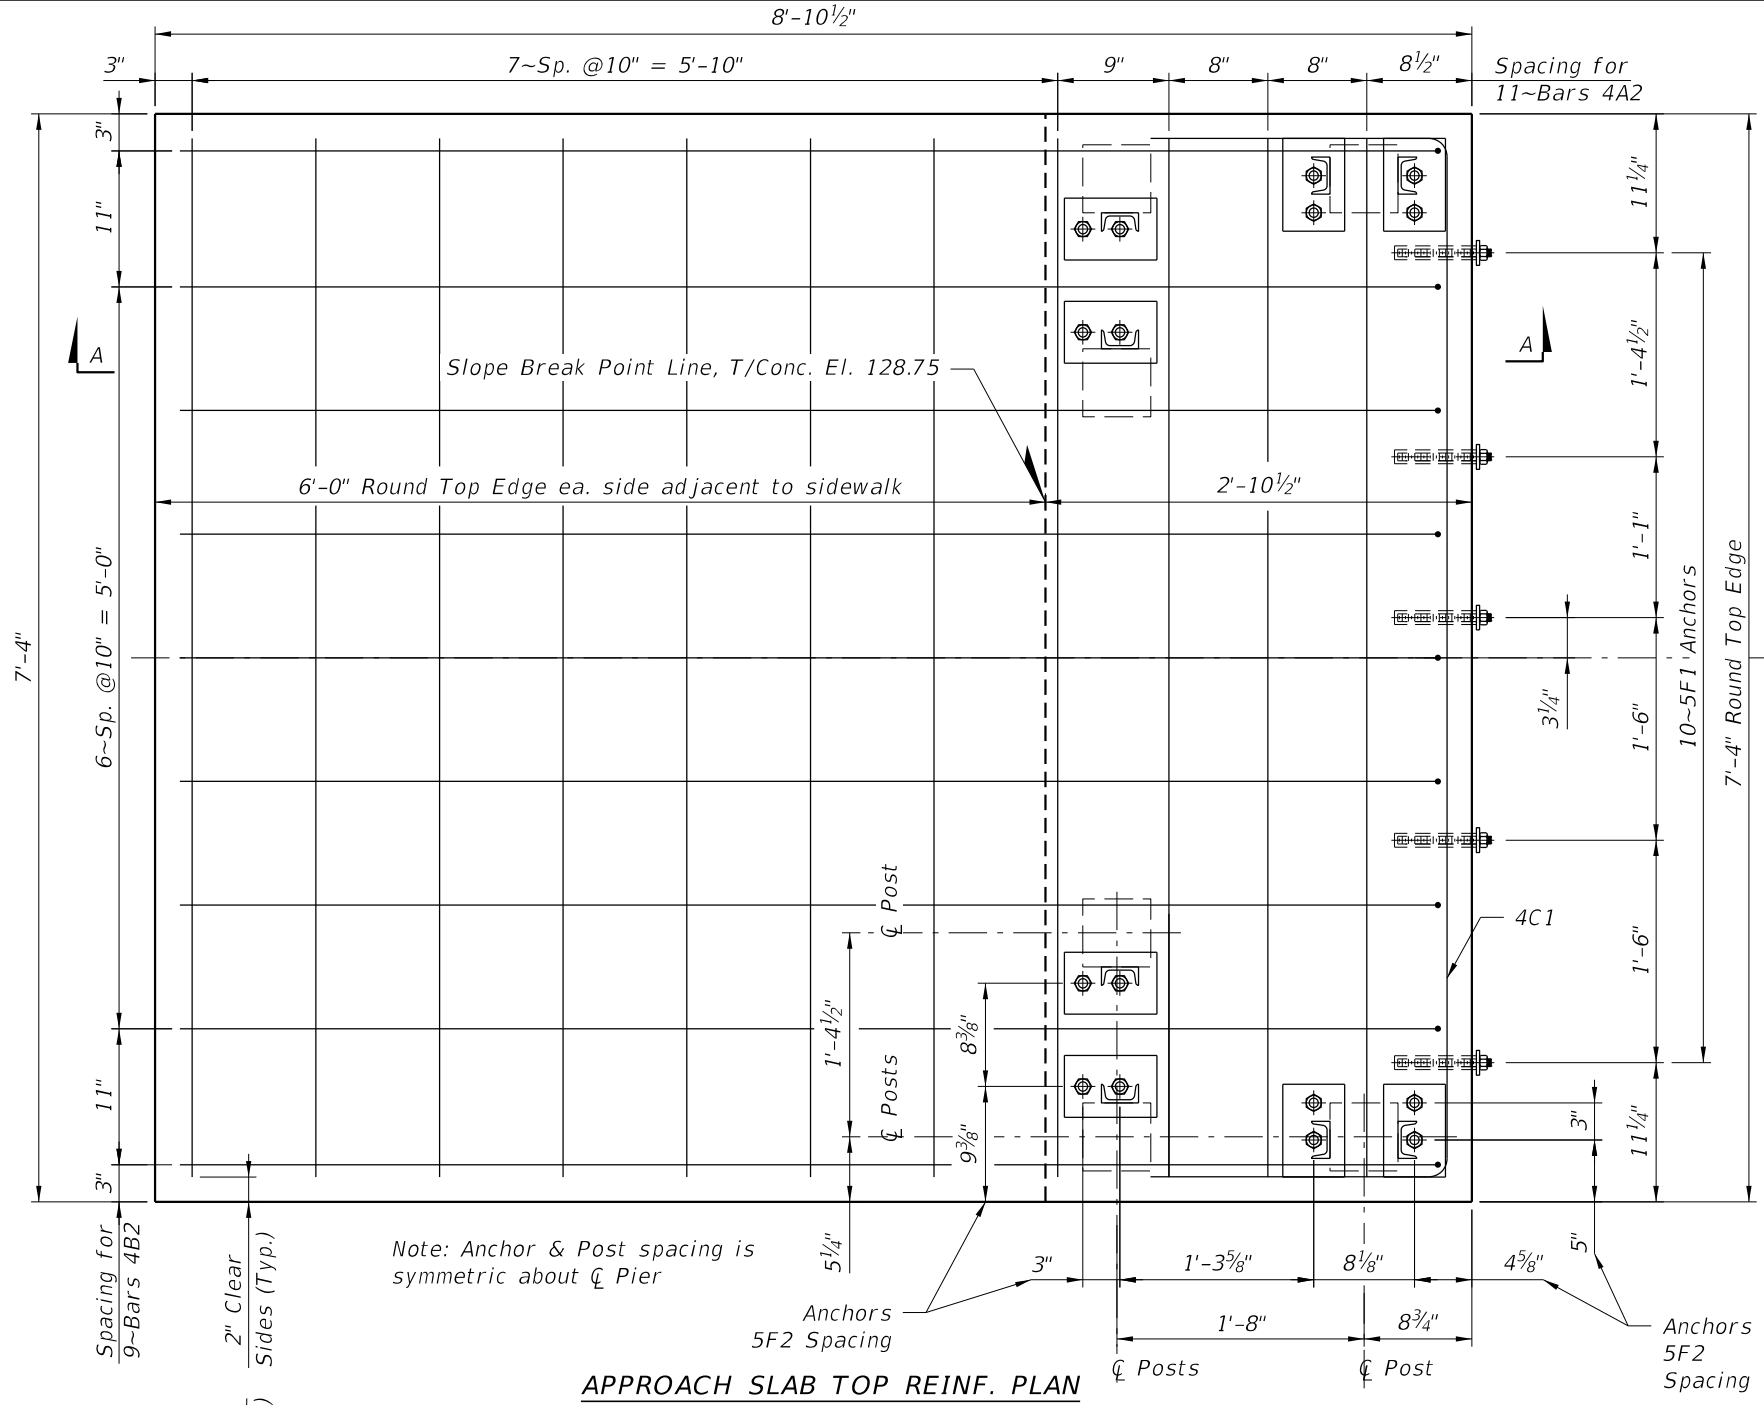 8'-10½"
3"
7~Sp. @10" = 5'-10"
9"
8"
8"
8½"
Spacing for
11~Bars 4A2
3"
11"
11¼"
A
A
1'-4½"
Slope Break Point Line, T/Conc. El. 128.75
6'-0" Round Top Edge ea. side adjacent to sidewalk
2'-10½"
7'-4"
6~Sp. @10" = 5'-0"
1'-1"
3¼"
10~5F1 Anchors
7'-4" Round Top Edge
1'-6"
1'-6"
4C1
℄ Post
1'-4½"
℄ Posts
8⅜"
9⅜"
11"
3"
3"
11¼"
5"
5¼"
Spacing for
9~Bars 4B2
2" Clear
Sides (Typ.)
)
Note: Anchor & Post spacing is
symmetric about ℄ Pier
3"
1'-3⅝"
8⅛"
4⅝"
Anchors
5F2 Spacing
1'-8"
8¾"
Anchors
5F2
Spacing
℄ Posts
℄ Post
APPROACH SLAB TOP REINF. PLAN